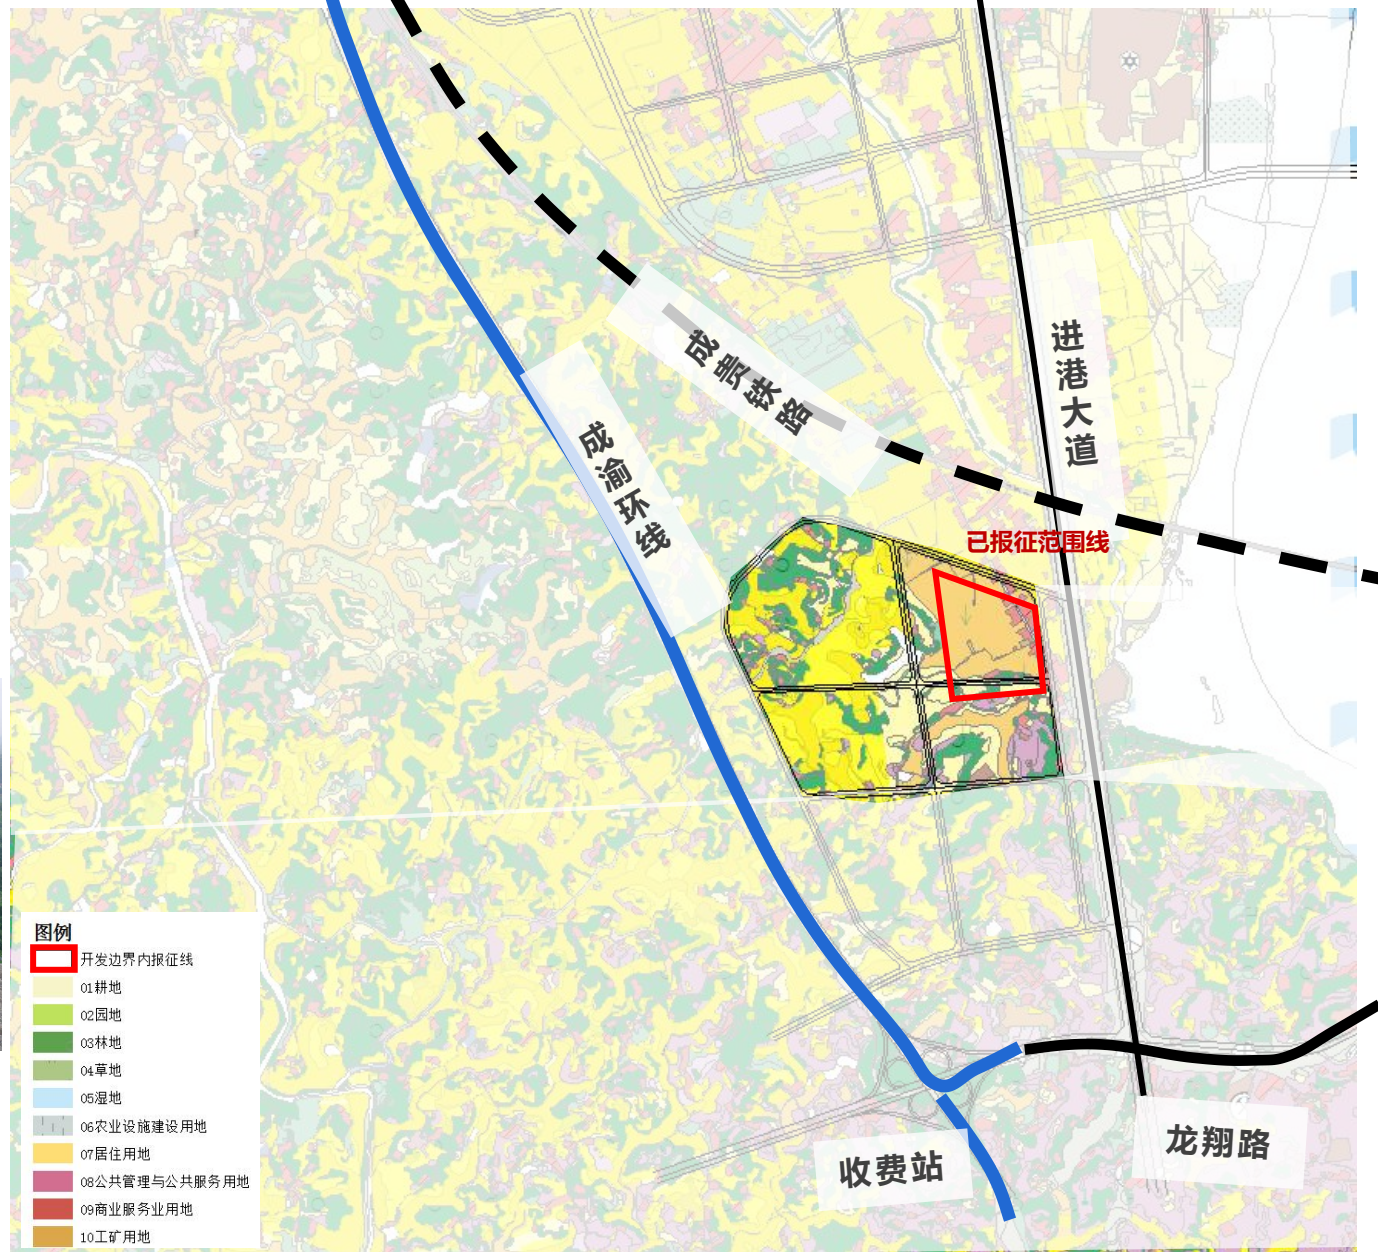 成贵铁路
进港大道
成渝环线
已报征范围线
图例
开发边界内报征线
01耕地
02园地
03林地
04草地
05湿地
06农业设施建设用地
07居住用地
08公共管理与公共服务用地
09商业服务业用地
10工矿用地
收费站
龙翔路